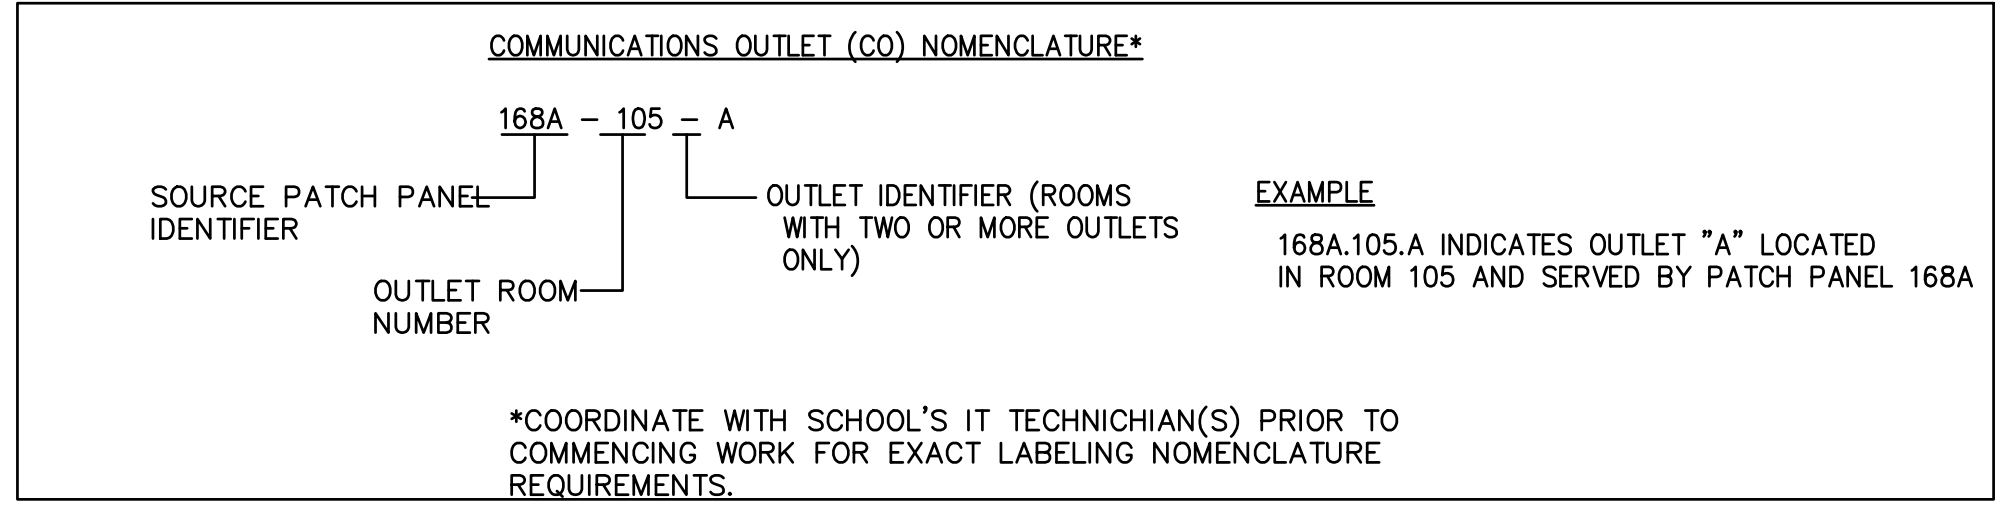 COMMUNICATIONS OUTLET (CO) NOMENCLATURE*
168A - 105 - A
SOURCE PATCH PANEL
IDENTIFIER
OUTLET ROOM
NUMBER
OUTLET IDENTIFIER (ROOMS
WITH TWO OR MORE OUTLETS
ONLY)
EXAMPLE
168A.105.A INDICATES OUTLET "A" LOCATED
IN ROOM 105 AND SERVED BY PATCH PANEL 168A
*COORDINATE WITH SCHOOL'S IT TECHNICHIAN(S) PRIOR TO
COMMENCING WORK FOR EXACT LABELING NOMENCLATURE
REQUIREMENTS.